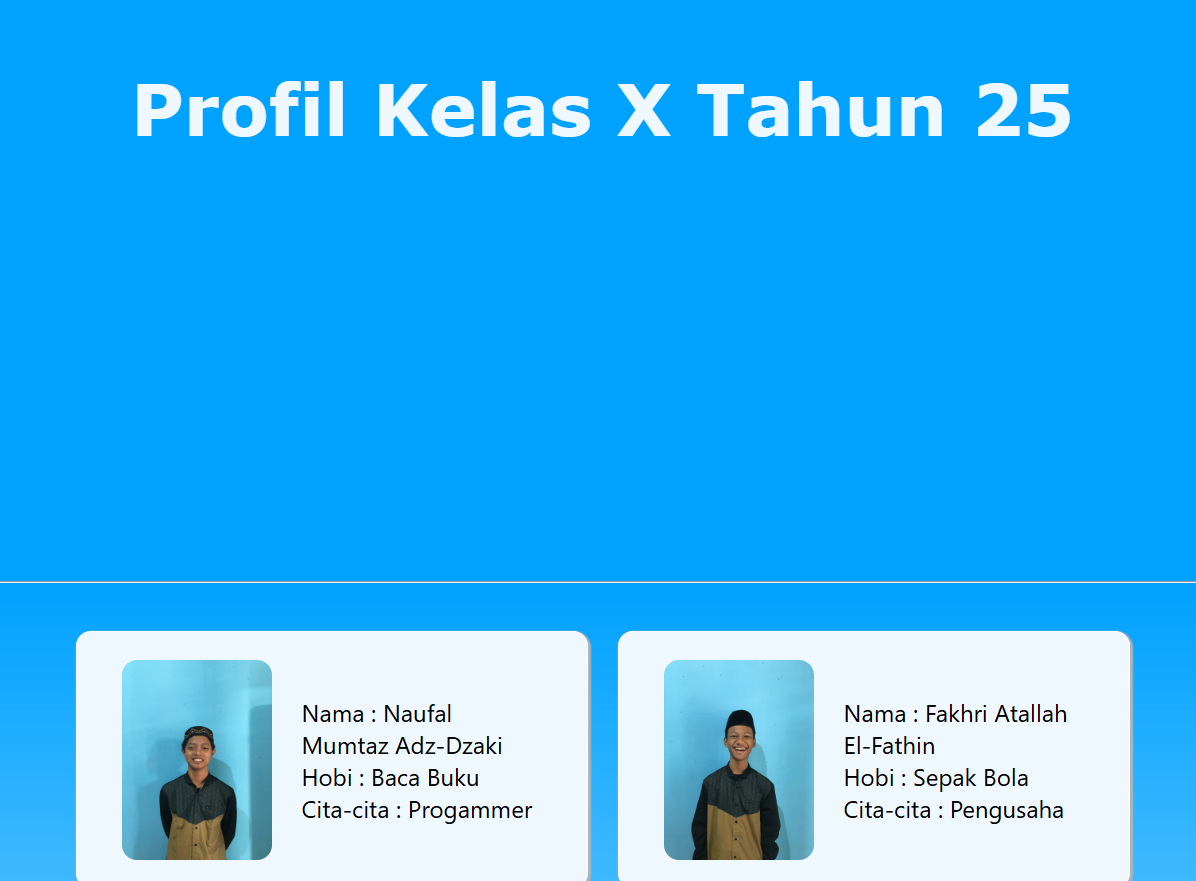 Profil Kelas X Tahun 25
Nama : Naufal
Mumtaz Adz-Dzaki
Hobi : Baca Buku
Cita-cita : Progammer
Nama : Fakhri Atallah
El-Fathin
Hobi : Sepak Bola
Cita-cita : Pengusaha